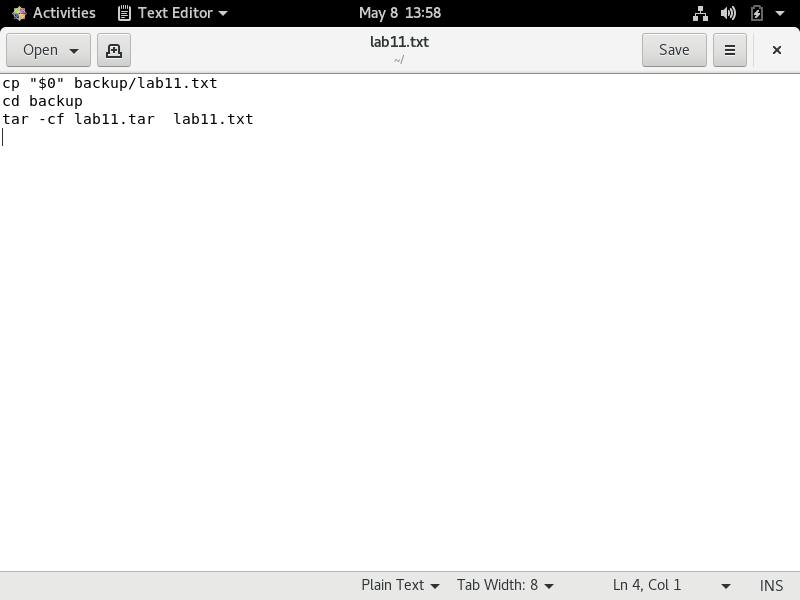 Activities Text Editor May 8 13:58
Open lab11.txt Save
~/
cp "$0" backup/lab11.txt
cd backup
tar -cf lab11.tar  lab11.txt
Plain Text Tab Width: 8 Ln 4, Col 1 INS